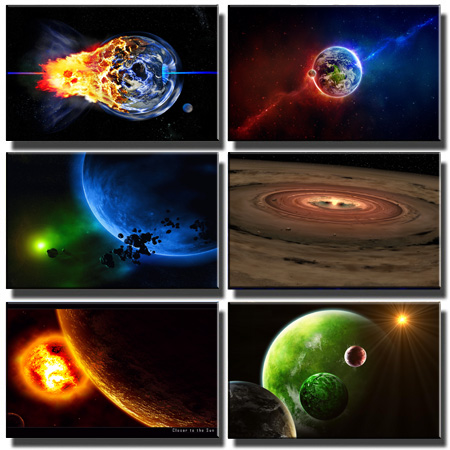 Closer to the Sun